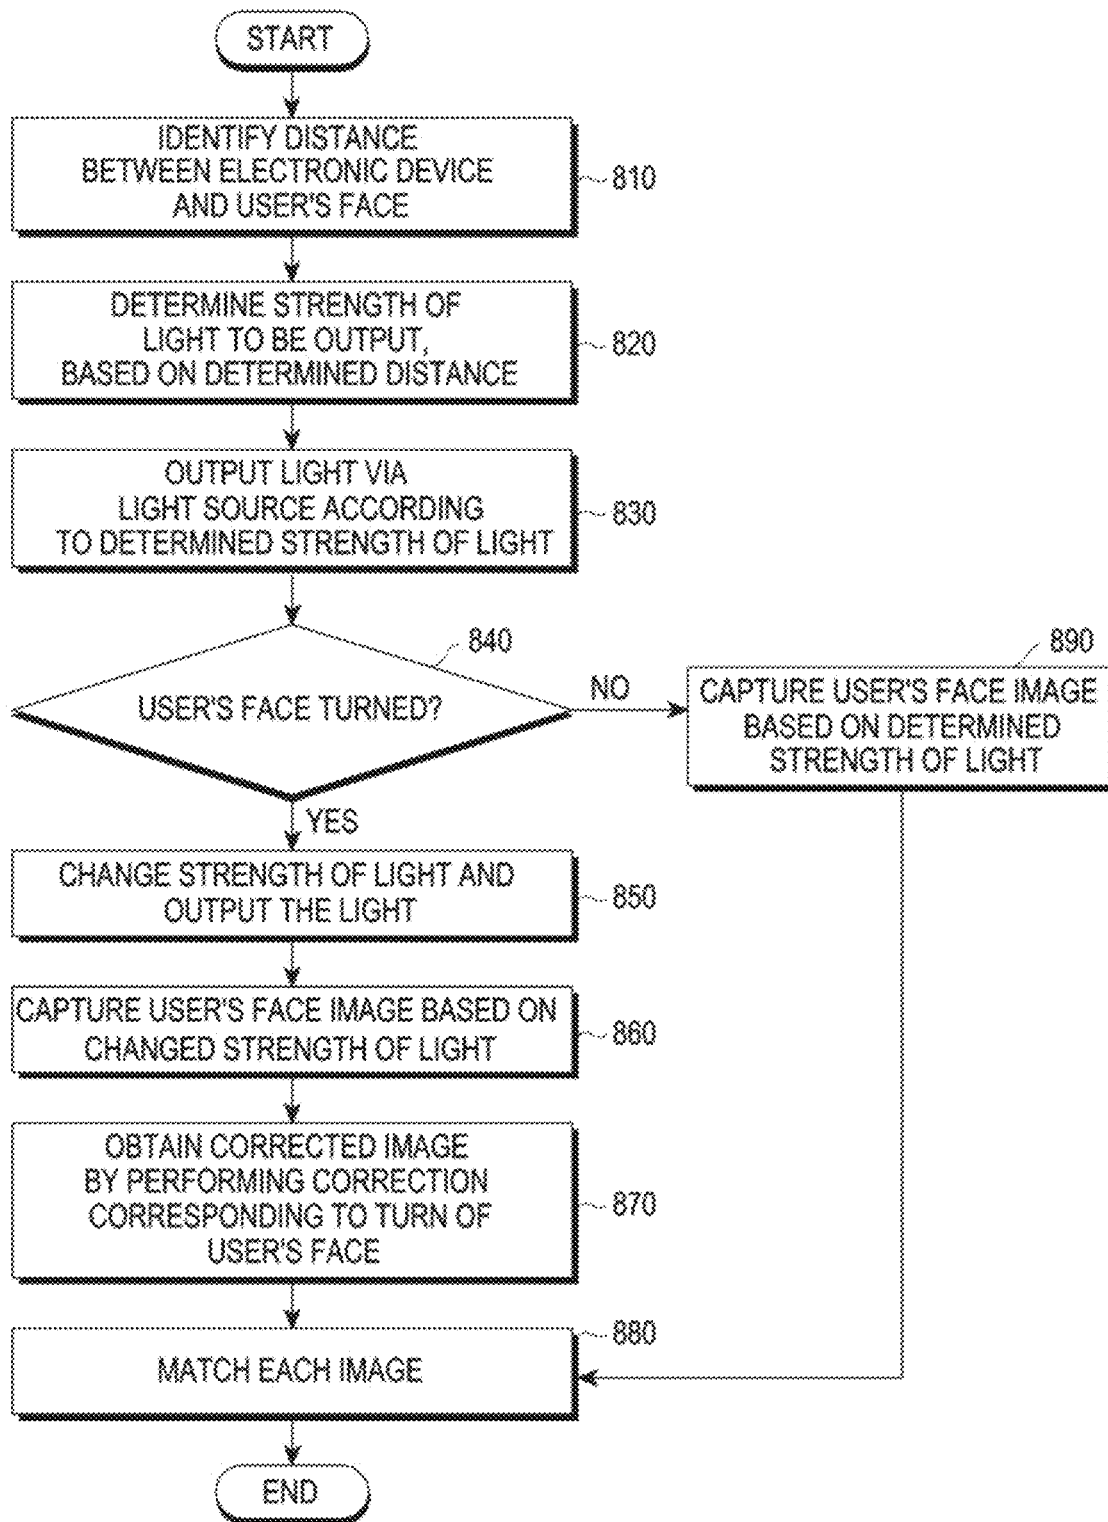 START
IDENTIFY DISTANCE
BETWEEN ELECTRONIC DEVICE
AND USER'S FACE
810
DETERMINE STRENGTH OF
LIGHT TO BE OUTPUT,
BASED ON DETERMINED DISTANCE
820
OUTPUT LIGHT VIA
LIGHT SOURCE ACCORDING
TO DETERMINED STRENGTH OF LIGHT
830
840
USER'S FACE TURNED?
NO
890
CAPTURE USER'S FACE IMAGE
BASED ON DETERMINED
STRENGTH OF LIGHT
YES
CHANGE STRENGTH OF LIGHT AND
OUTPUT THE LIGHT
850
CAPTURE USER'S FACE IMAGE BASED ON
CHANGED STRENGTH OF LIGHT
860
OBTAIN CORRECTED IMAGE
BY PERFORMING CORRECTION
CORRESPONDING TO TURN OF
USER'S FACE
870
880
MATCH EACH IMAGE
END